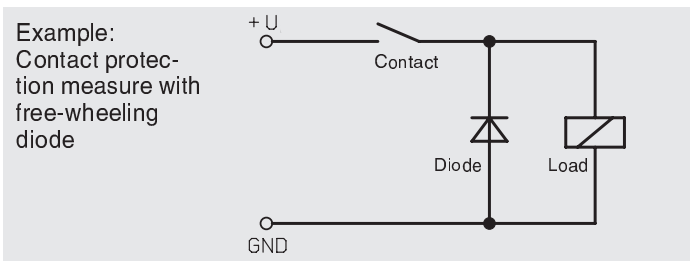 Example:
Contact protec-
tion measure with
free-wheeling
diode
+ U
Contact
Diode
Load
GND